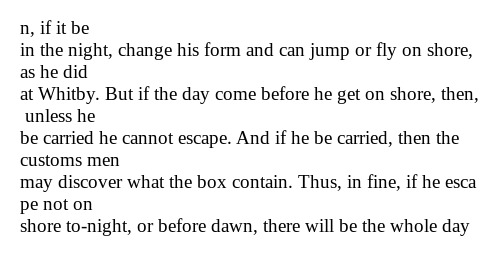 n, if it be
in the night, change his form and can jump or fly on shore,
as he did
at Whitby. But if the day come before he get on shore, then,
unless he
be carried he cannot escape. And if he be carried, then the
customs men
may discover what the box contain. Thus, in fine, if he esca
pe not on
shore to-night, or before dawn, there will be the whole day